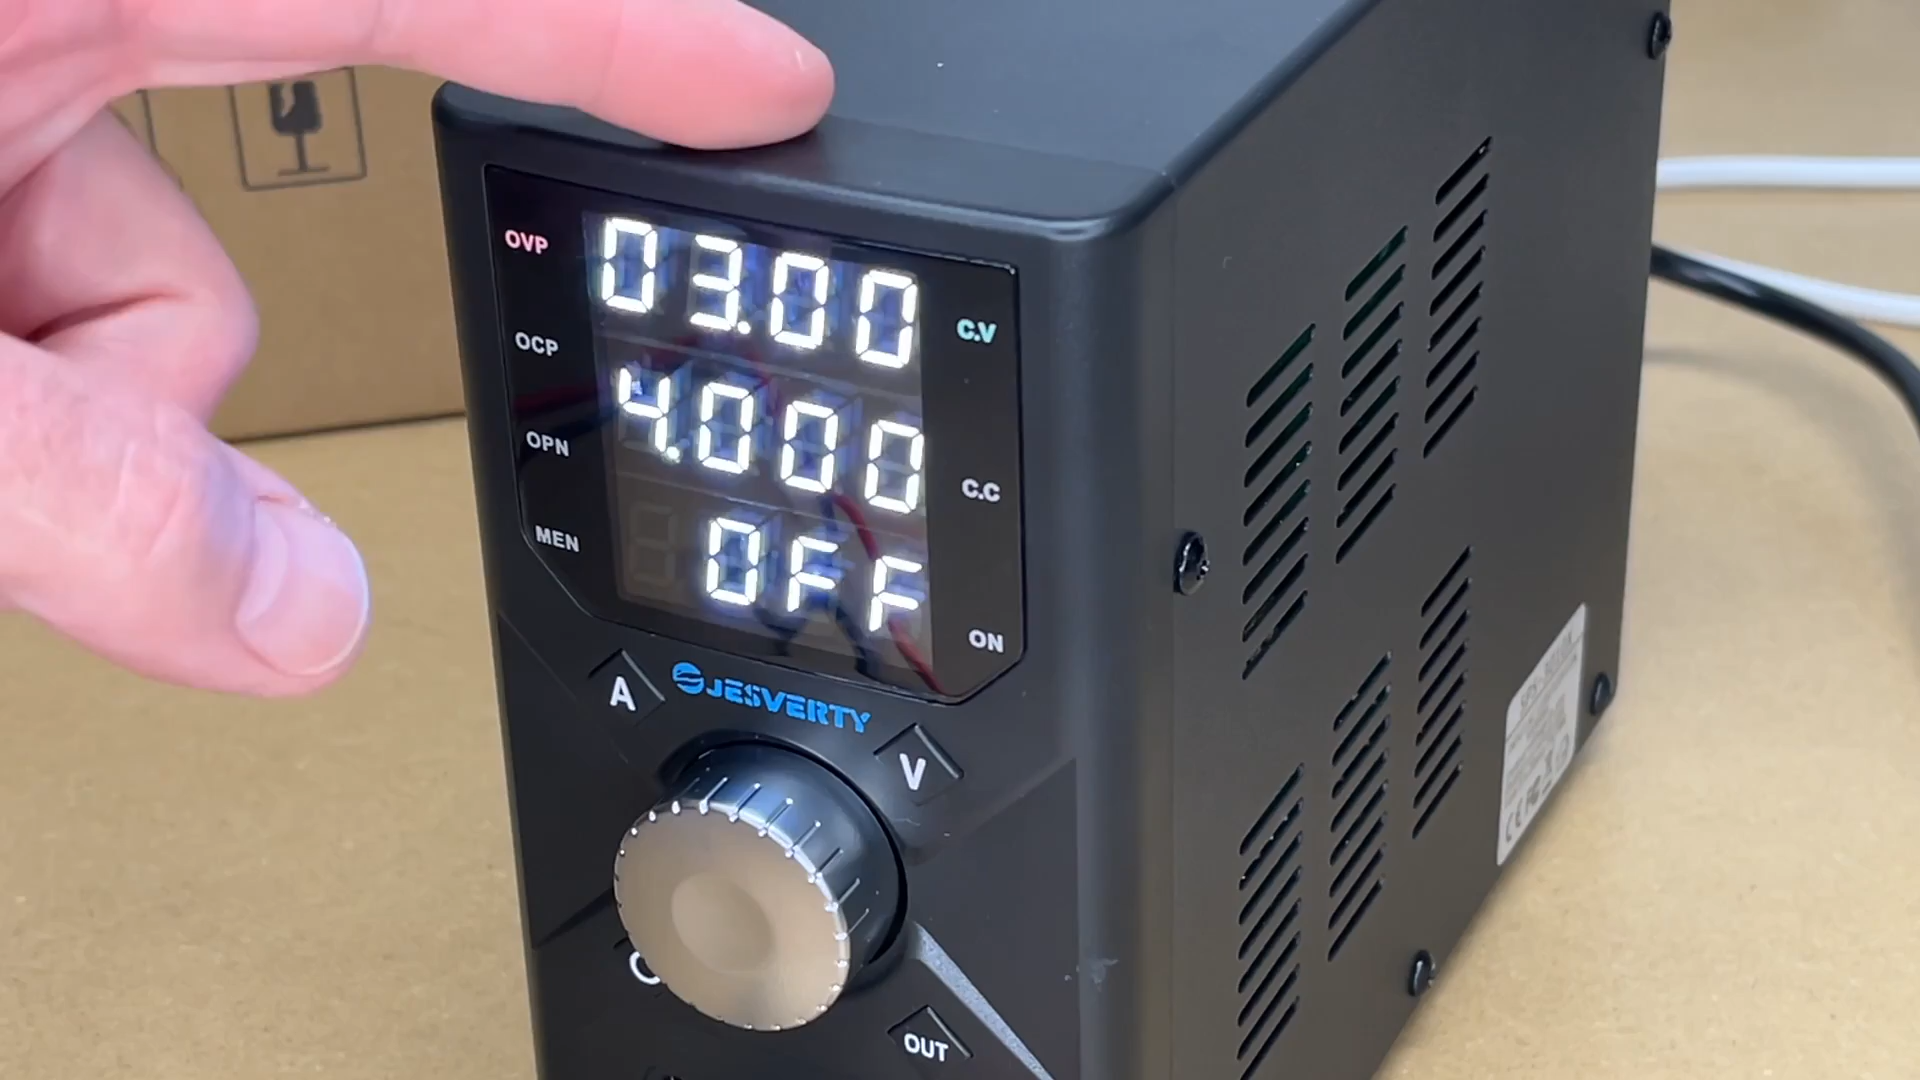 OVP
03.00
C.V
OCP
4.000
C.C
OPN
OFF
MEN
ON
A
JESVERTY
V
OUT